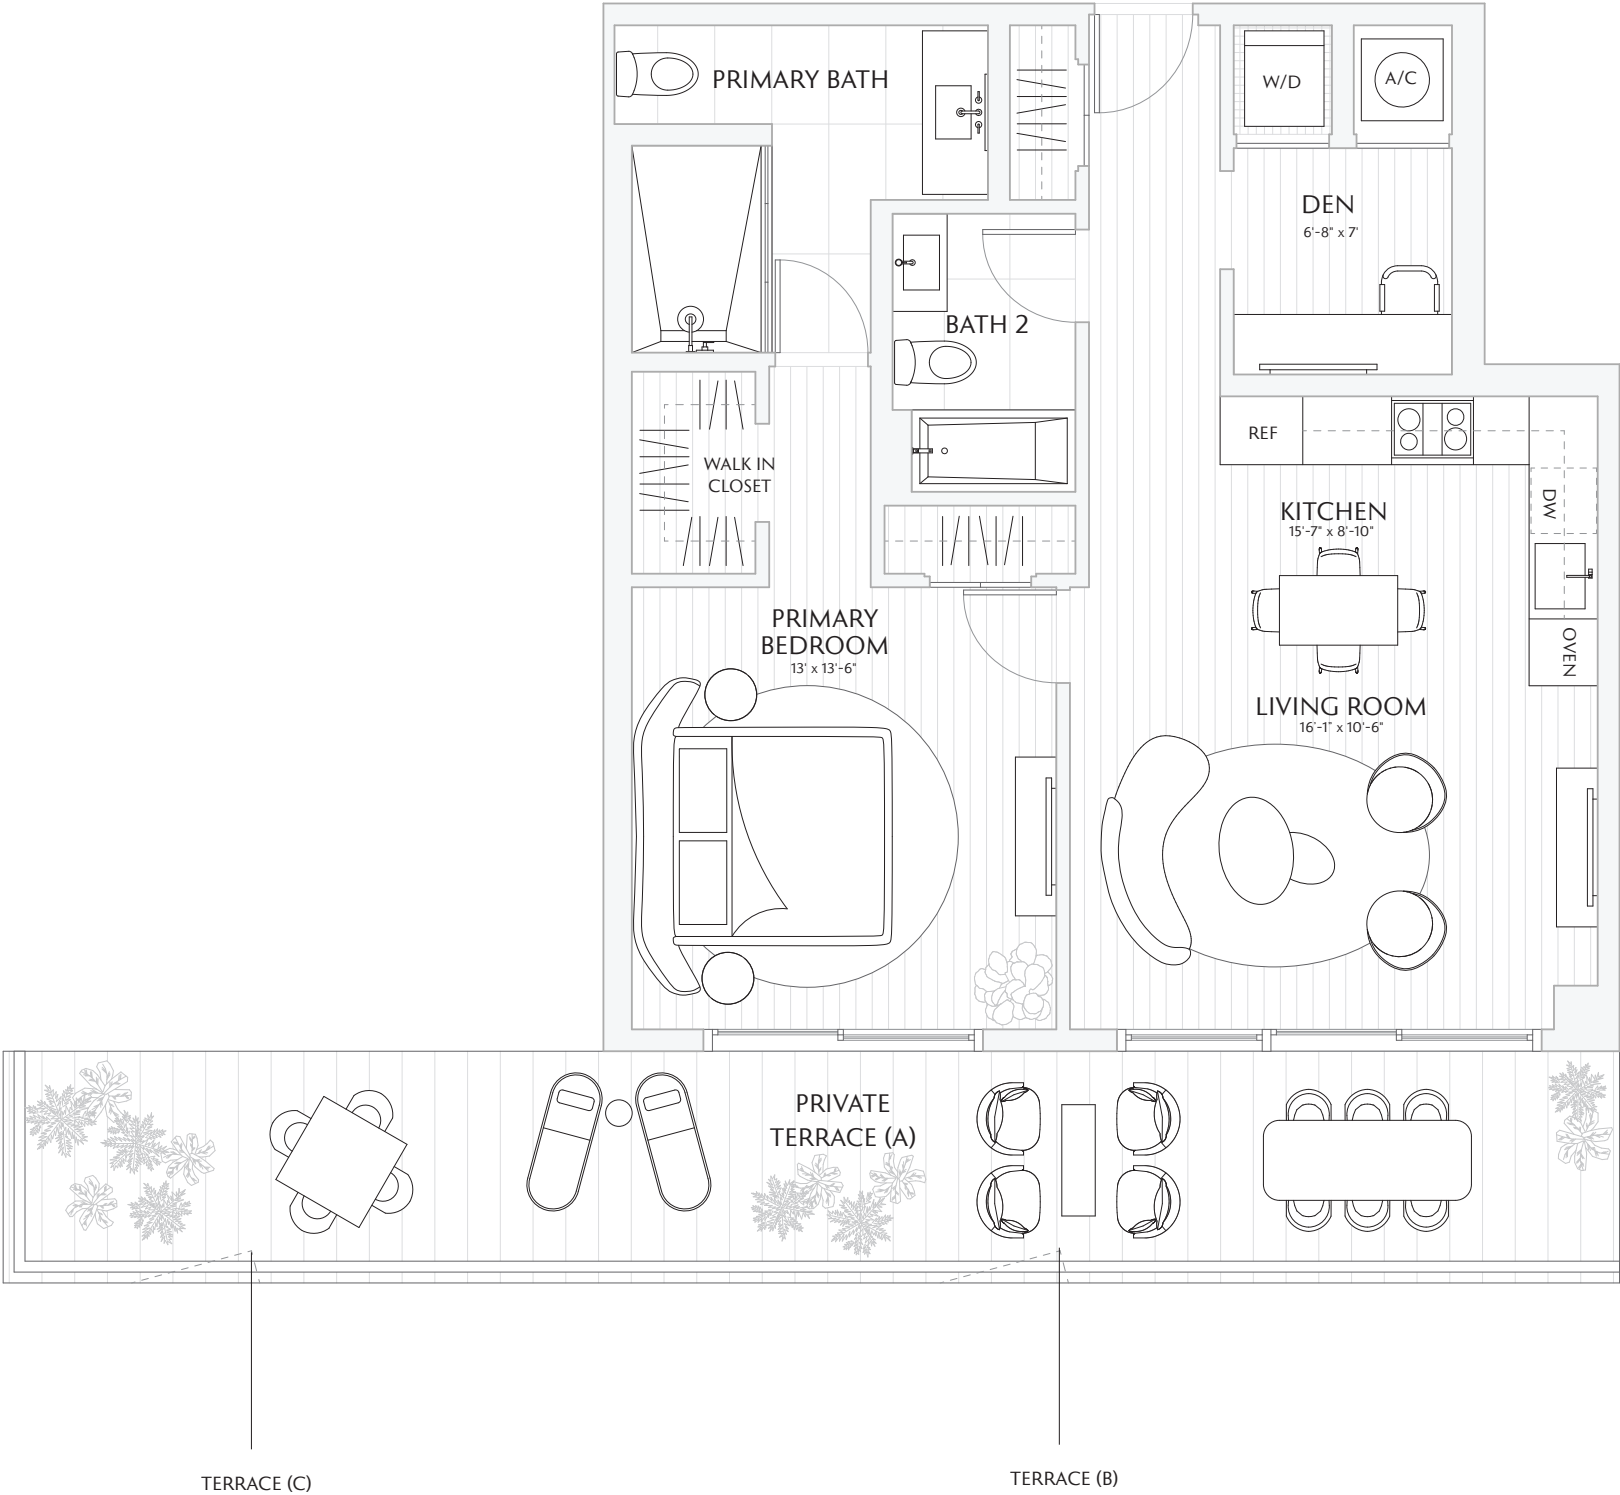 PRIMARY BATH
W/D
A/C
DEN
6'-8" x 7'
BATH 2
REF
WALK IN
CLOSET
DW
KITCHEN
15'-7" x 8'-10"
PRIMARY
BEDROOM
13' x 13'-6"
OVEN
LIVING ROOM
16'-1" x 10'-6"
PRIVATE
TERRACE (A)
TERRACE (C)
TERRACE (B)